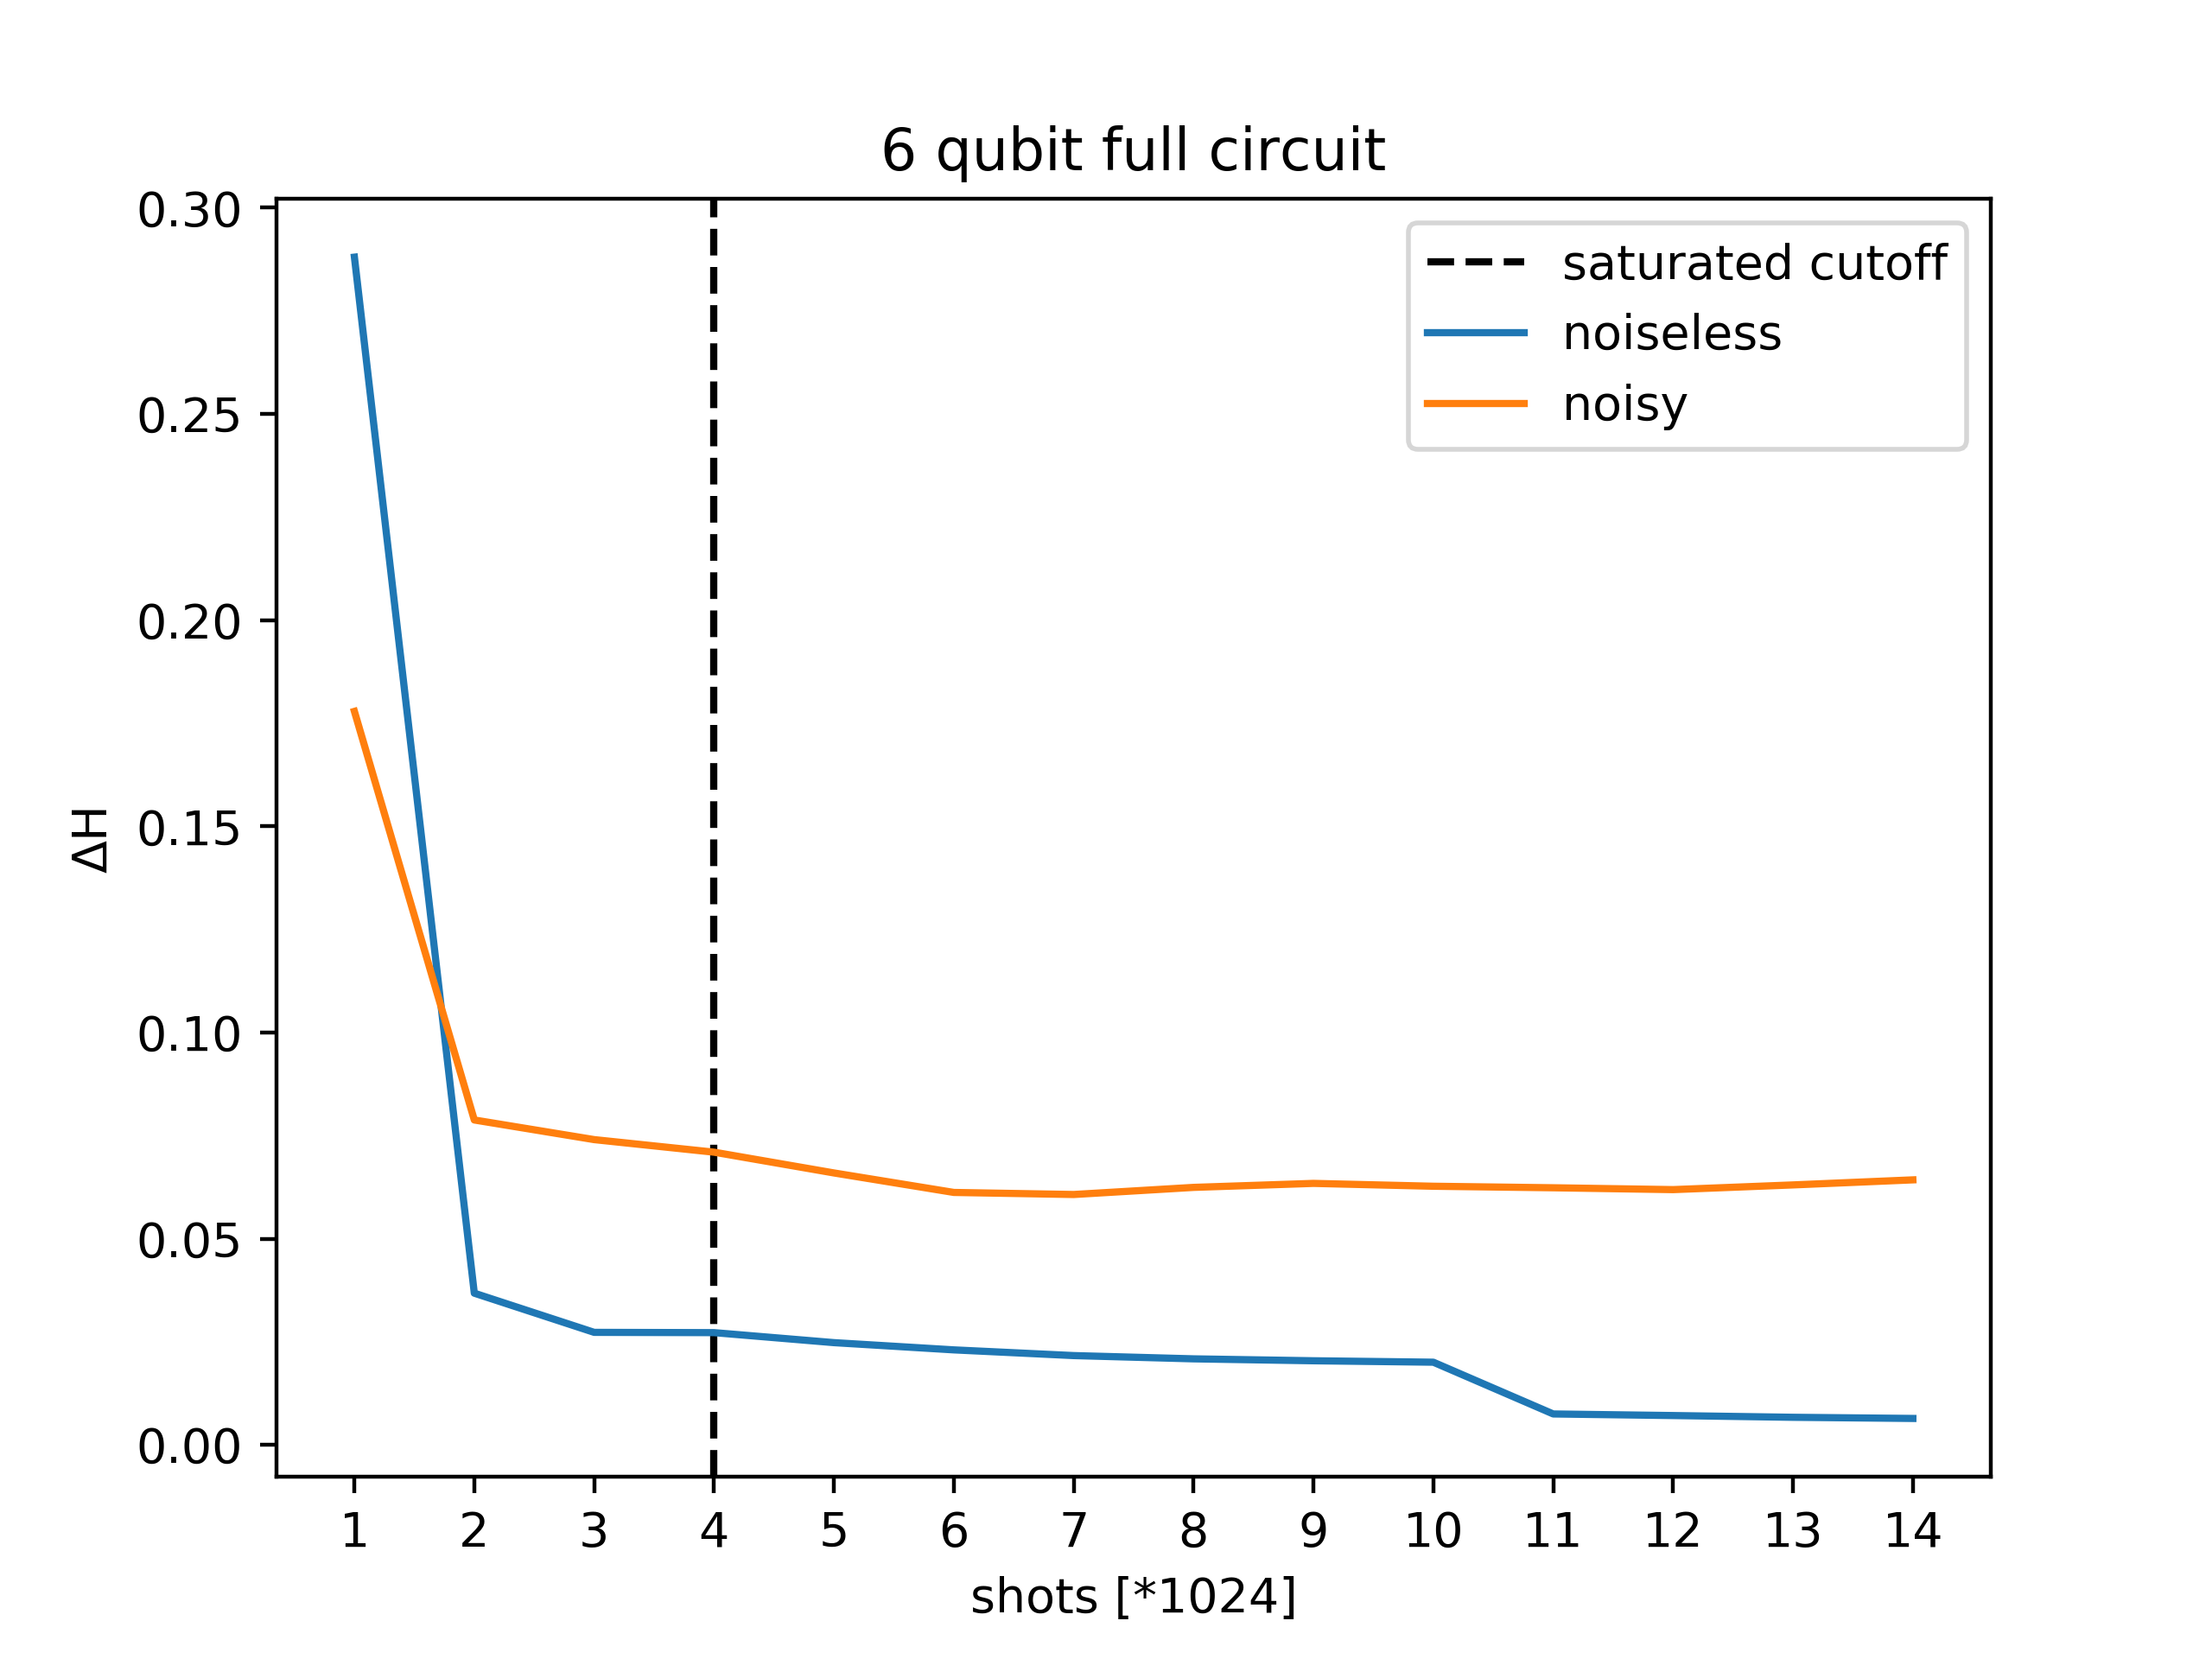 6 qubit full circuit
0.30
0.25
0.20
0.15
0.10
0.05
0.00
ΔH
saturated cutoff
noiseless
noisy
1 2 3 4 5 6 7 8 9 10 11 12 13 14
shots [*1024]